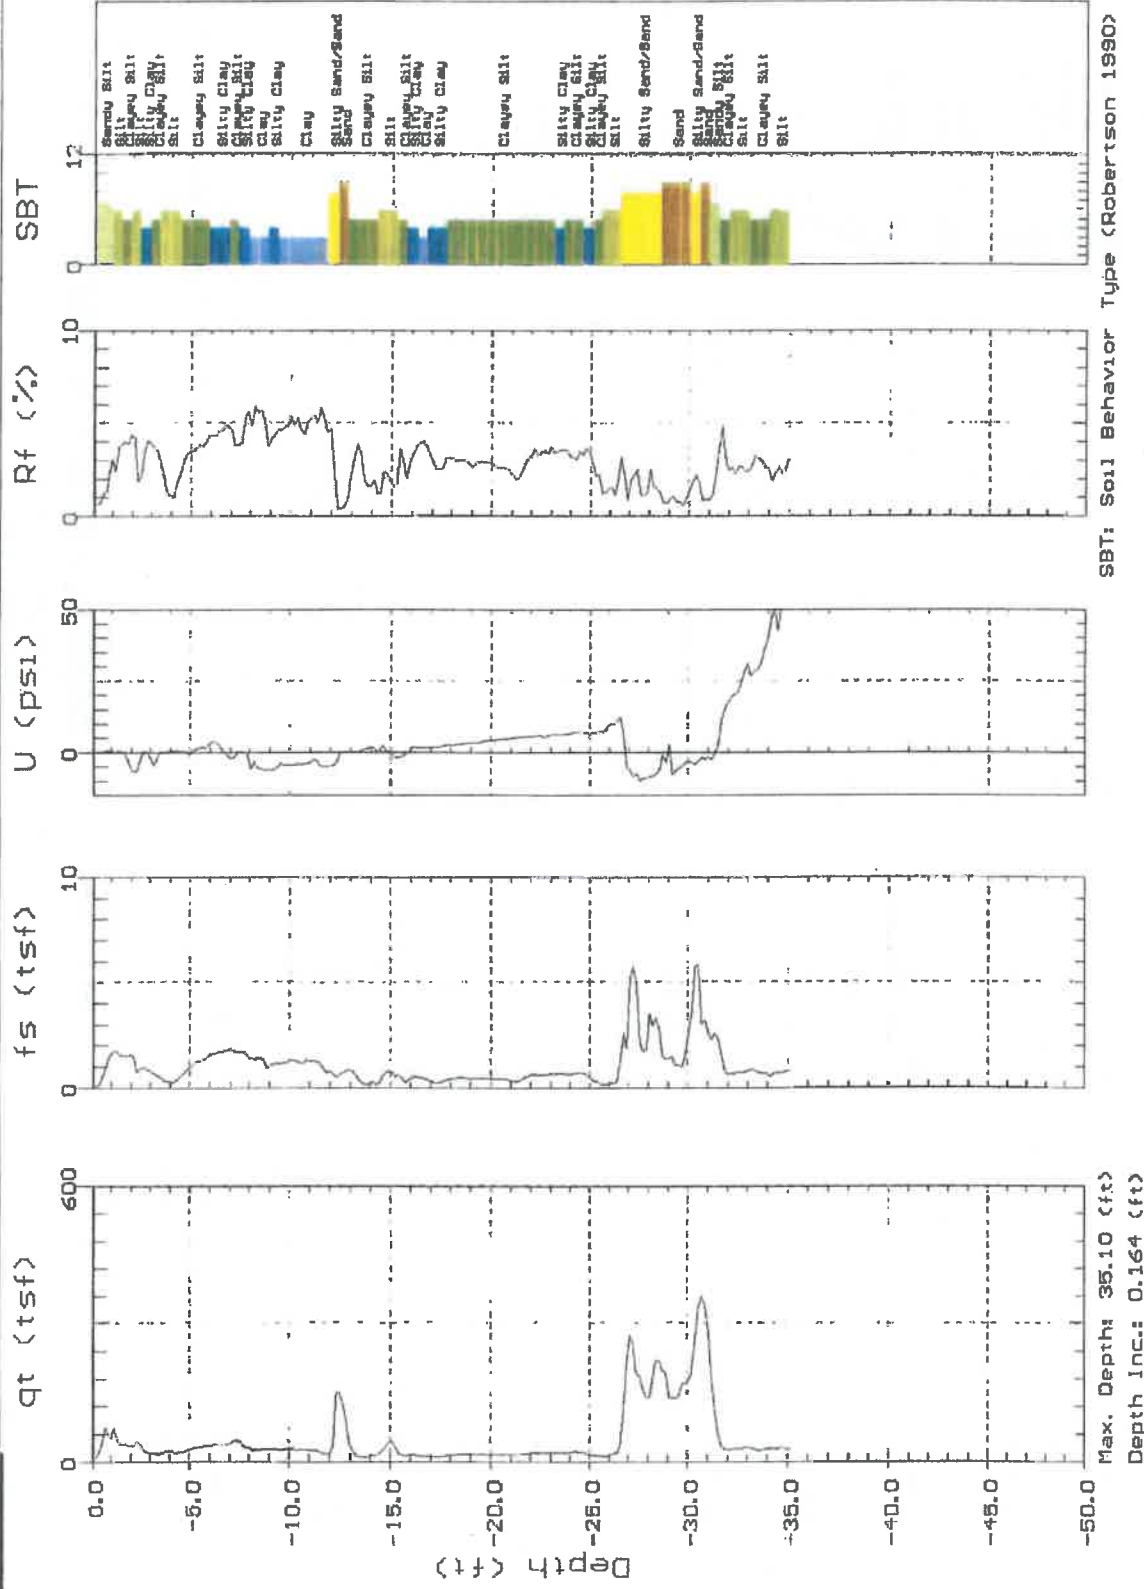 SBT
12
0
Sandy Silt
Silt
Clayey Silt
Silt
Silty Clay
Clayey Silt
Silt
Clayey Silt
Silty Clay
Clayey Silt
Silty Clay
Clay
Silty Clay
Clay
Silty Sand/Sand
Sand
Clayey Silt
Silt
Clayey Silt
Silty Clay
Clay
Silty Clay
Clayey Silt
Silty Clay
Clayey Silt
Silty Clay
Clayey Silt
Silt
Silty Sand/Sand
Sand
Silty Sand/Sand
Sand
Sandy Silt
Clayey Silt
Silt
Clayey Silt
Silt
Rf (%)
10
0
U (psi)
50
0
fs (tsf)
10
0
qt (tsf)
600
0
0.0
-5.0
-10.0
-15.0
-20.0
-25.0
-30.0
-35.0
-40.0
-45.0
-50.0
Depth (ft)
Max. Depth: 35.10 (ft)
Depth Inc.: 0.164 (ft)
SBT: Soil Behavior Type (Robertson 1990)